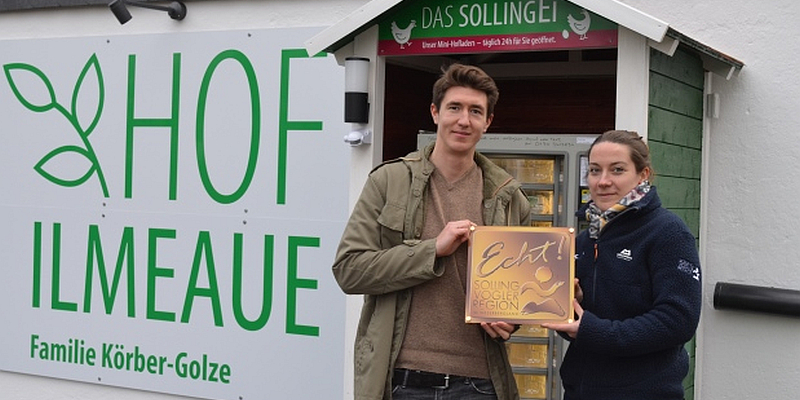 HOF
ILMEAUE
Familie Körber-Golze
DAS SOLLINGEI
Unser Mini-Hofladen – täglich 24h für Sie geöffnet.
Echt!
SOLLING
VOGLER
REGION